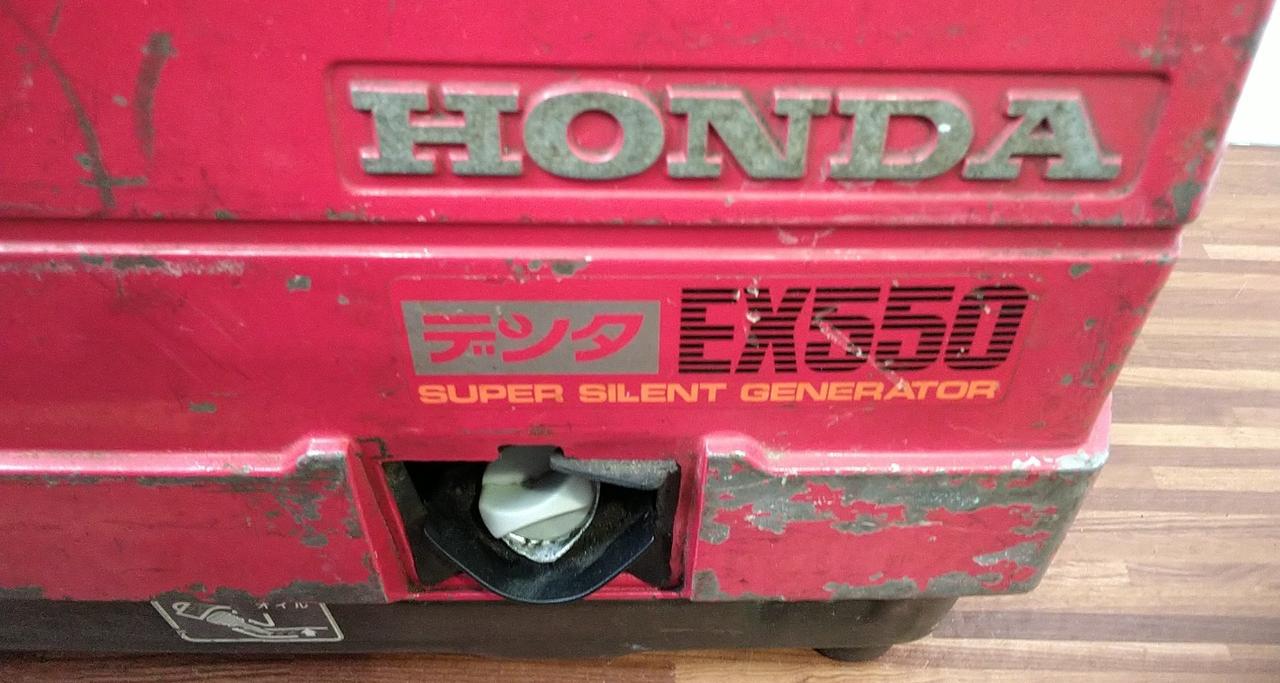 HONDA
デンタ EX550
SUPER SILENT GENERATOR
オイル